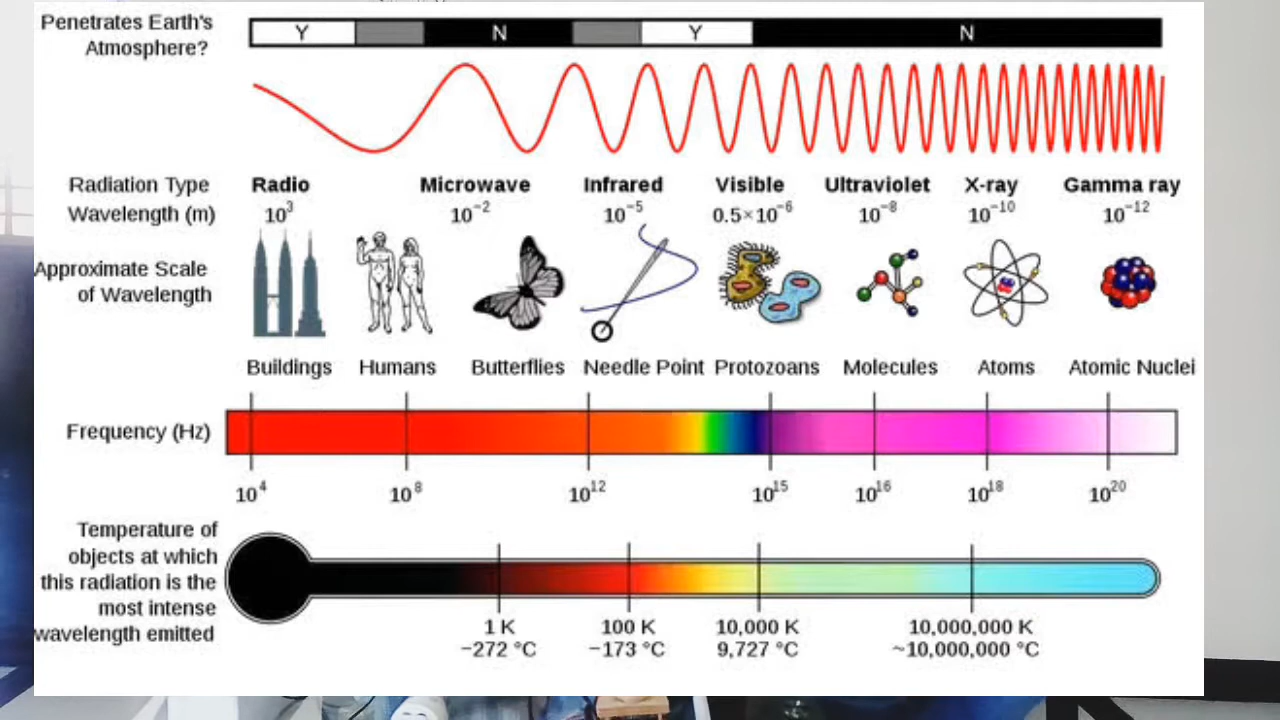 Penetrates Earth's
Atmosphere?
Y N Y N
Radiation Type Radio Microwave Infrared Visible Ultraviolet X-ray Gamma ray
Wavelength (m) 10³ 10⁻² 10⁻⁵ 0.5×10⁻⁶ 10⁻⁸ 10⁻¹⁰ 10⁻¹²
Approximate Scale
of Wavelength
Buildings Humans Butterflies Needle Point Protozoans Molecules Atoms Atomic Nuclei
Frequency (Hz)
10⁴ 10⁸ 10¹² 10¹⁵ 10¹⁶ 10¹⁸ 10²⁰
Temperature of
objects at which
this radiation is the
most intense
wavelength emitted
1 K 100 K 10,000 K 10,000,000 K
−272 °C −173 °C 9,727 °C ~10,000,000 °C